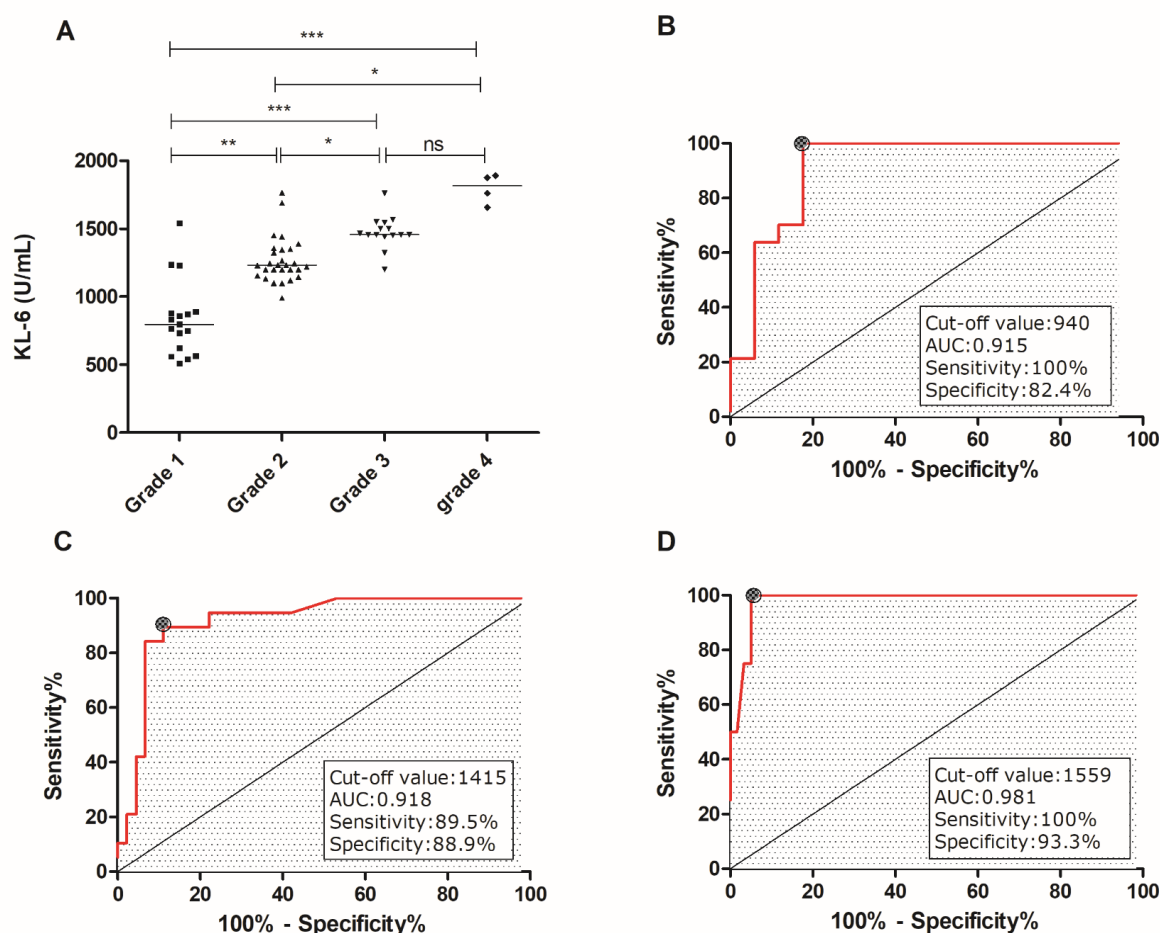 A
***
*
***
**
*
ns
2000
1500
1000
500
0
KL-6 (U/mL)
Grade 1
Grade 2
Grade 3
grade 4
B
100
80
60
40
20
0
Sensitivity%
Cut-off value:940
AUC:0.915
Sensitivity:100%
Specificity:82.4%
0 20 40 60 80 100
100% - Specificity%
C
100
80
60
40
20
0
Sensitivity%
Cut-off value:1415
AUC:0.918
Sensitivity:89.5%
Specificity:88.9%
0 20 40 60 80 100
100% - Specificity%
D
100
80
60
40
20
0
Sensitivity%
Cut-off value:1559
AUC:0.981
Sensitivity:100%
Specificity:93.3%
0 20 40 60 80 100
100% - Specificity%